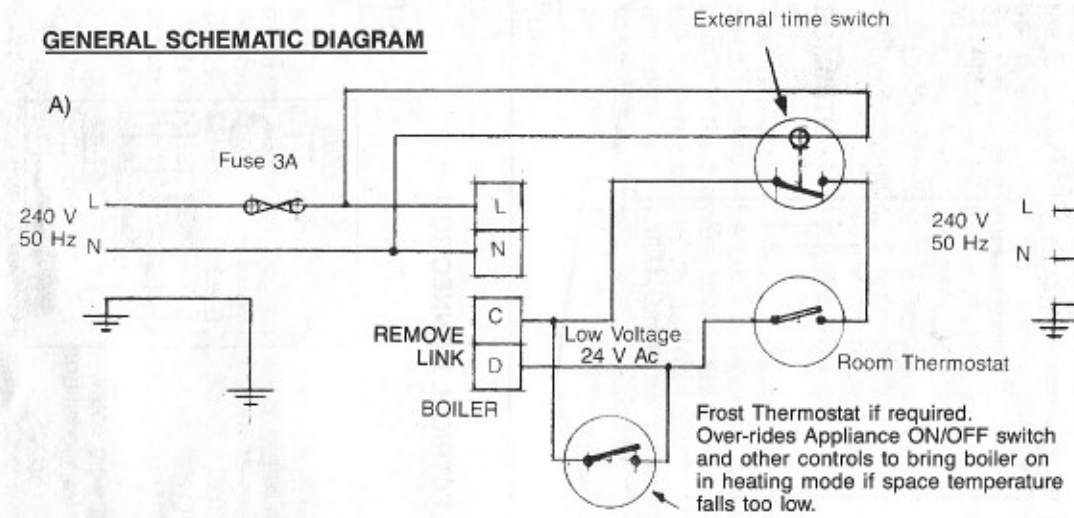 External time switch
GENERAL SCHEMATIC DIAGRAM
A)
Fuse 3A
L
240 V
50 Hz
N
L
N
C
D
REMOVE
LINK
BOILER
Low Voltage
24 V Ac
Room Thermostat
Frost Thermostat if required.
Over-rides Appliance ON/OFF switch
and other controls to bring boiler on
in heating mode if space temperature
falls too low.
L
240 V
50 Hz
N